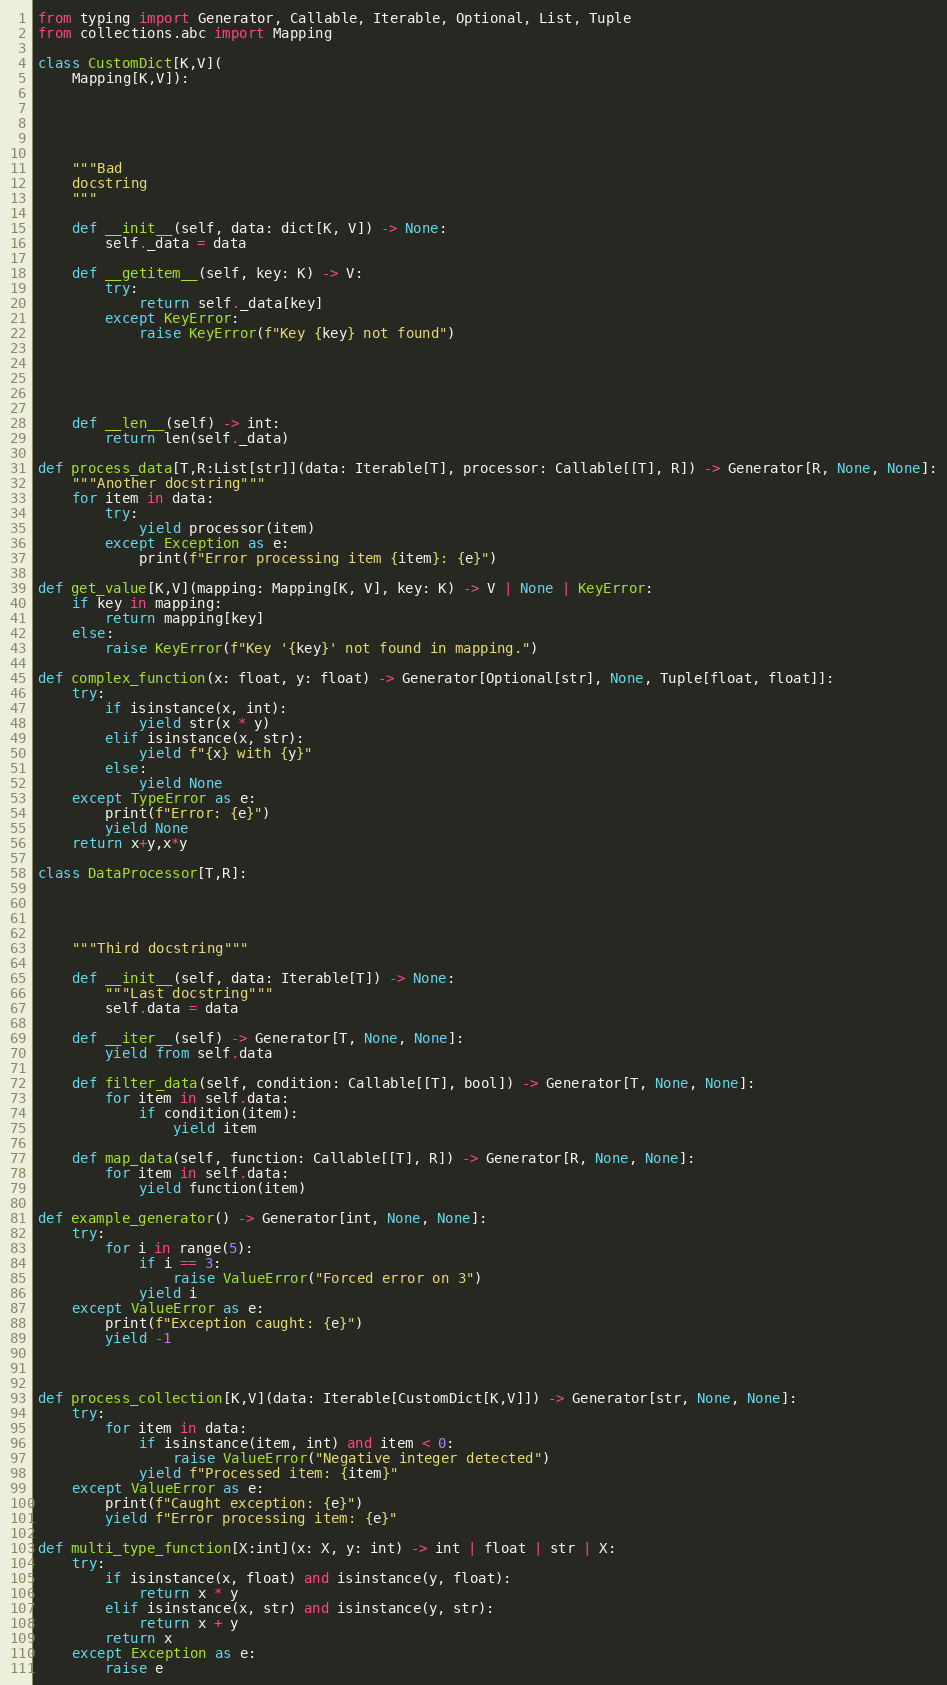 1 from typing import Generator, Callable, Iterable, Optional, List, Tuple
2 from collections.abc import Mapping
3
4 class CustomDict[K,V](
5     Mapping[K,V]):
6
7
8
9
10
11     """Bad
12     docstring
13     """
14
15     def __init__(self, data: dict[K, V]) -> None:
16         self._data = data
17
18     def __getitem__(self, key: K) -> V:
19         try:
20             return self._data[key]
21         except KeyError:
22             raise KeyError(f"Key {key} not found")
23
24
25
26
27
28     def __len__(self) -> int:
29         return len(self._data)
30
31 def process_data[T,R:List[str]](data: Iterable[T], processor: Callable[[T], R]) -> Generator[R, None, None]:
32     """Another docstring"""
33     for item in data:
34         try:
35             yield processor(item)
36         except Exception as e:
37             print(f"Error processing item {item}: {e}")
38
39 def get_value[K,V](mapping: Mapping[K, V], key: K) -> V | None | KeyError:
40     if key in mapping:
41         return mapping[key]
42     else:
43         raise KeyError(f"Key '{key}' not found in mapping.")
44
45 def complex_function(x: float, y: float) -> Generator[Optional[str], None, Tuple[float, float]]:
46     try:
47         if isinstance(x, int):
48             yield str(x * y)
49         elif isinstance(x, str):
50             yield f"{x} with {y}"
51         else:
52             yield None
53     except TypeError as e:
54         print(f"Error: {e}")
55         yield None
56     return x+y,x*y
57
58 class DataProcessor[T,R]:
59
60
61
62
63     """Third docstring"""
64
65     def __init__(self, data: Iterable[T]) -> None:
66         """Last docstring"""
67         self.data = data
68
69     def __iter__(self) -> Generator[T, None, None]:
70         yield from self.data
71
72     def filter_data(self, condition: Callable[[T], bool]) -> Generator[T, None, None]:
73         for item in self.data:
74             if condition(item):
75                 yield item
76
77     def map_data(self, function: Callable[[T], R]) -> Generator[R, None, None]:
78         for item in self.data:
79             yield function(item)
80
81 def example_generator() -> Generator[int, None, None]:
82     try:
83         for i in range(5):
84             if i == 3:
85                 raise ValueError("Forced error on 3")
86             yield i
87     except ValueError as e:
88         print(f"Exception caught: {e}")
89         yield -1
90
91
92
93 def process_collection[K,V](data: Iterable[CustomDict[K,V]]) -> Generator[str, None, None]:
94     try:
95         for item in data:
96             if isinstance(item, int) and item < 0:
97                 raise ValueError("Negative integer detected")
98             yield f"Processed item: {item}"
99     except ValueError as e:
100         print(f"Caught exception: {e}")
101         yield f"Error processing item: {e}"
102
103 def multi_type_function[X:int](x: X, y: int) -> int | float | str | X:
104     try:
105         if isinstance(x, float) and isinstance(y, float):
106             return x * y
107         elif isinstance(x, str) and isinstance(y, str):
108             return x + y
109         return x
110     except Exception as e:
111         raise e